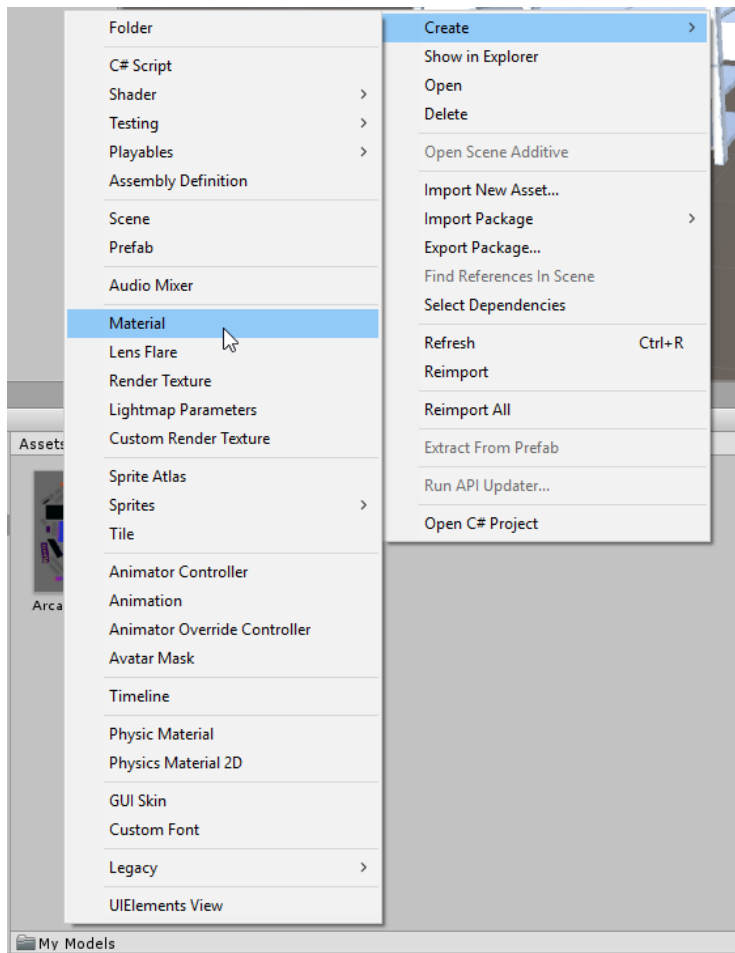 Folder
C# Script
Shader
Testing
Playables
Assembly Definition
Scene
Prefab
Audio Mixer
Material
Lens Flare
Render Texture
Lightmap Parameters
Custom Render Texture
Sprite Atlas
Sprites
Tile
Animator Controller
Animation
Animator Override Controller
Avatar Mask
Timeline
Physic Material
Physics Material 2D
GUI Skin
Custom Font
Legacy
UIElements View
Create
Show in Explorer
Open
Delete
Open Scene Additive
Import New Asset...
Import Package
Export Package...
Find References In Scene
Select Dependencies
Refresh Ctrl+R
Reimport
Reimport All
Extract From Prefab
Run API Updater...
Open C# Project
Assets
Arca
My Models